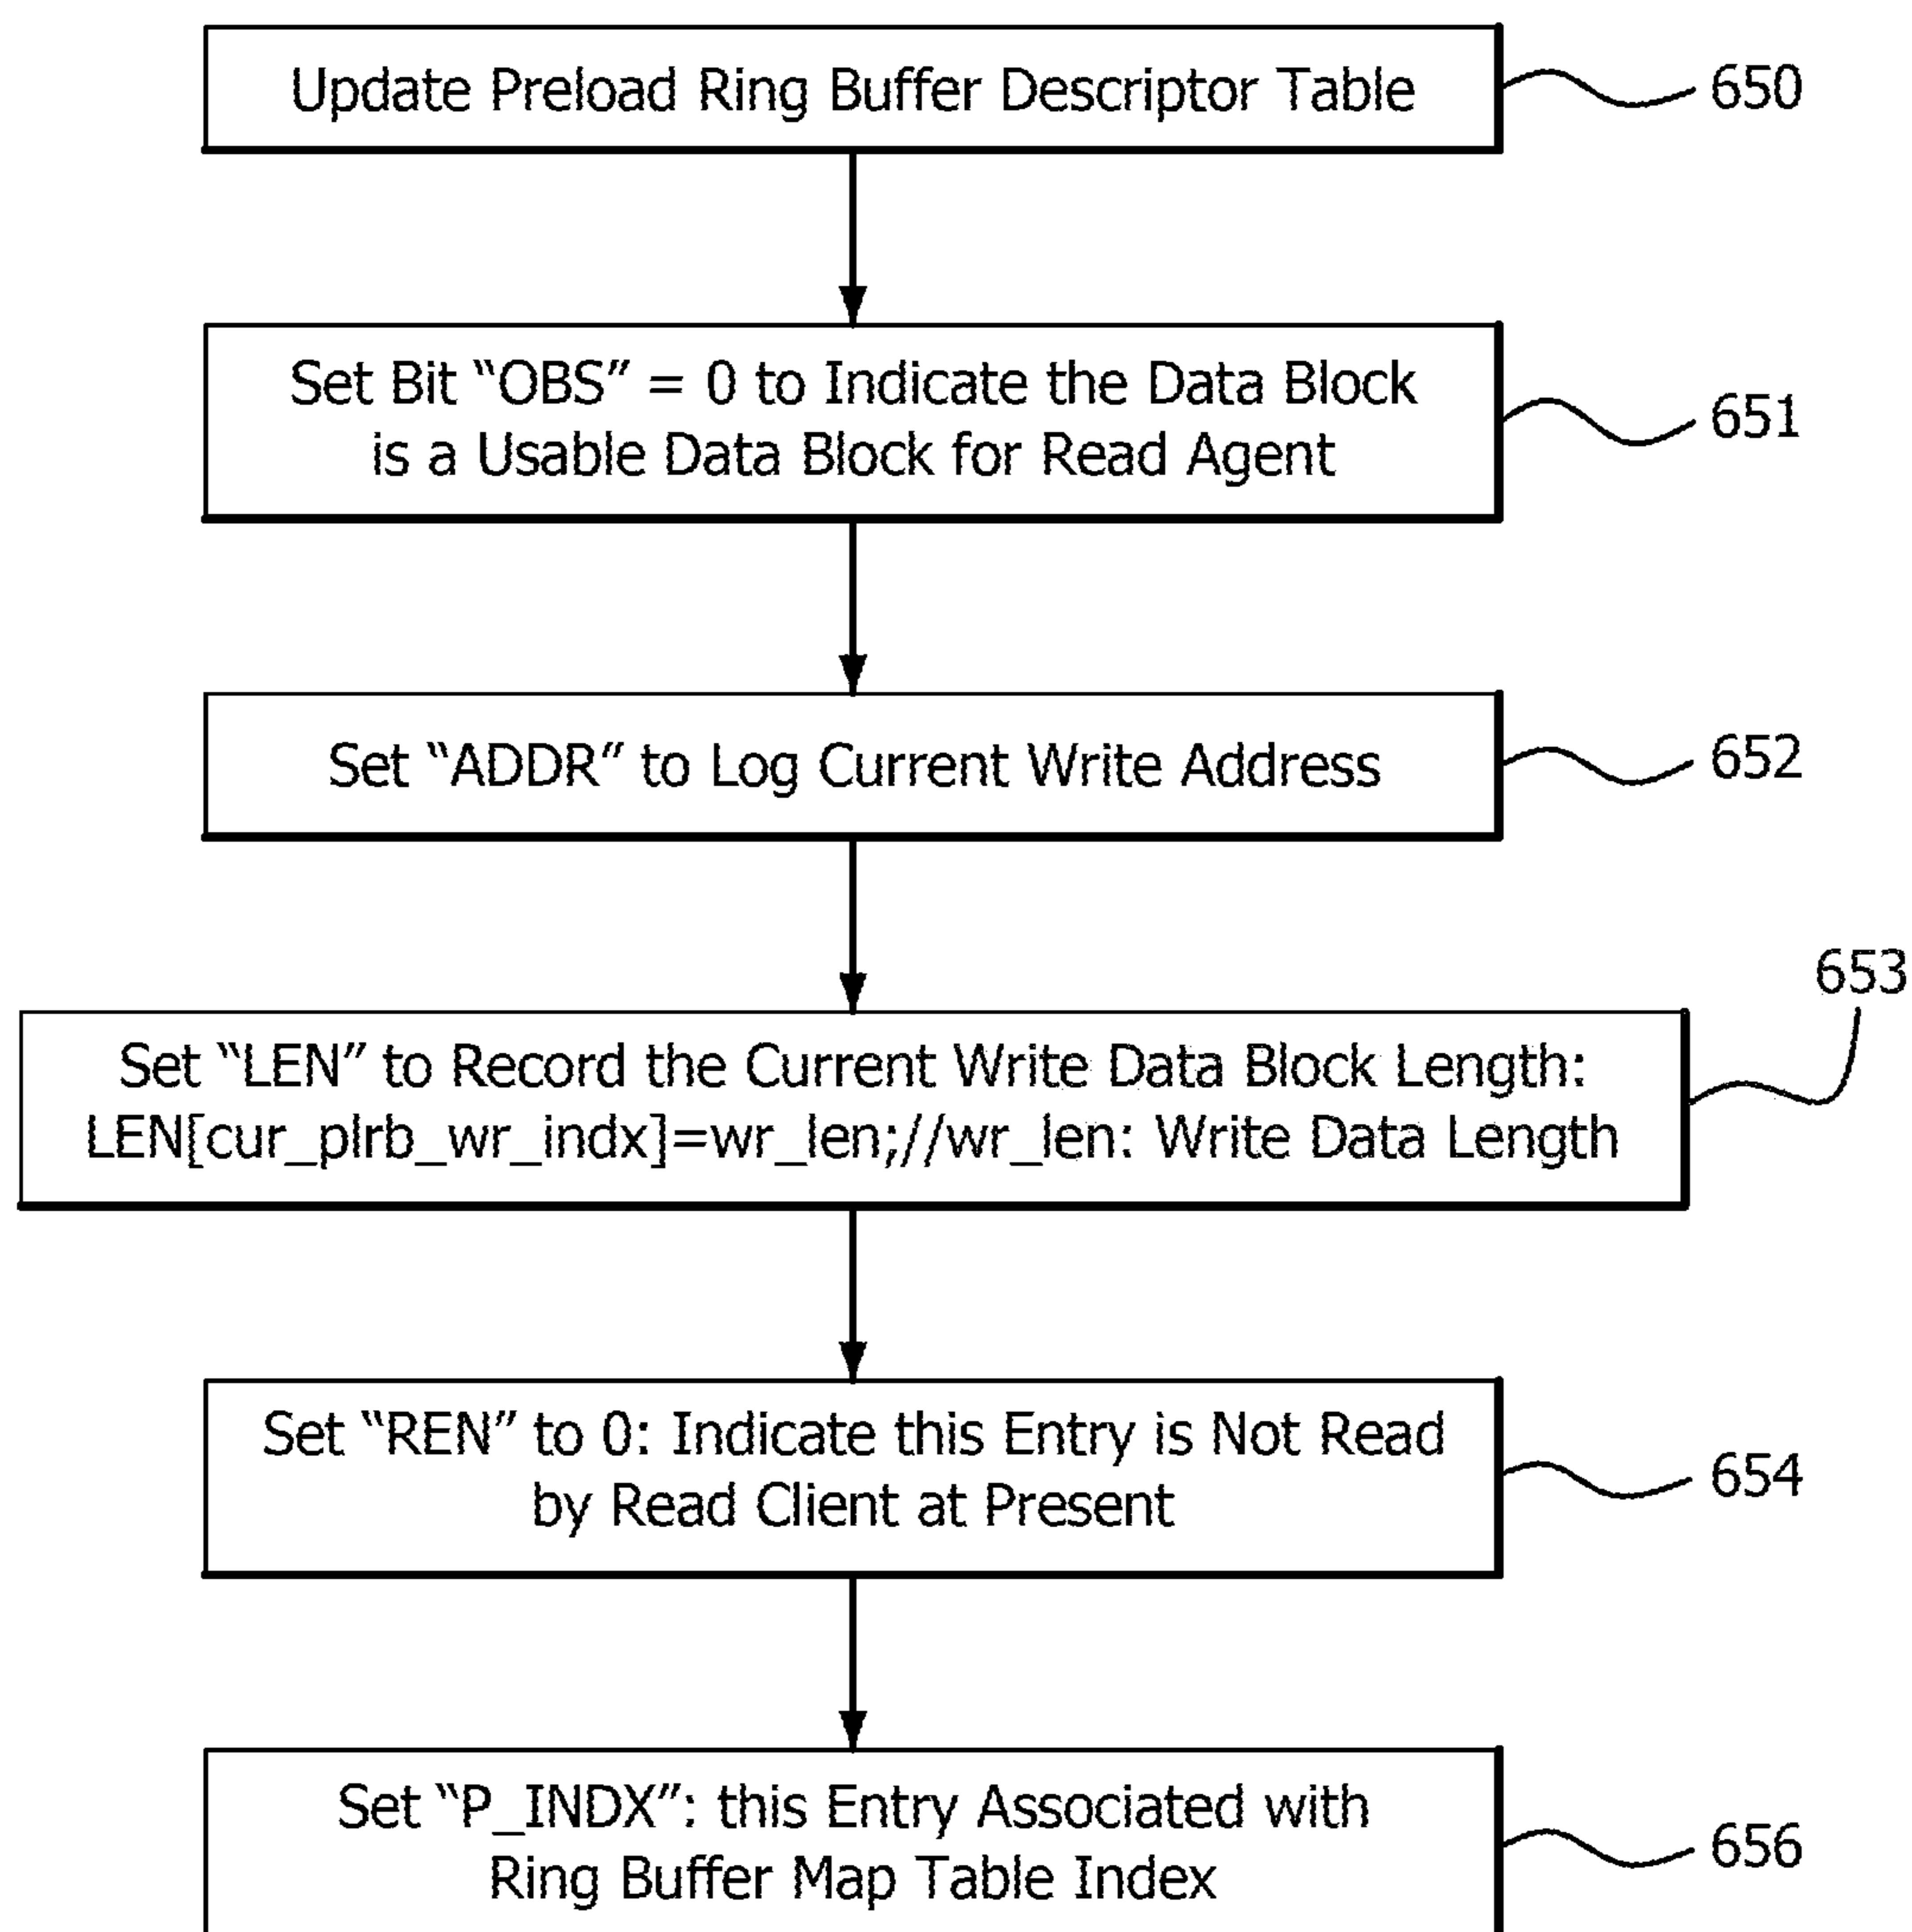 Update Preload Ring Buffer Descriptor Table
650
Set Bit “OBS” = 0 to Indicate the Data Block
is a Usable Data Block for Read Agent
651
Set “ADDR” to Log Current Write Address
652
653
Set “LEN” to Record the Current Write Data Block Length:
LEN[cur_plrb_wr_indx]=wr_len;//wr_len: Write Data Length
Set “REN” to 0: Indicate this Entry is Not Read
by Read Client at Present
654
Set “P_INDX”: this Entry Associated with
Ring Buffer Map Table Index
656